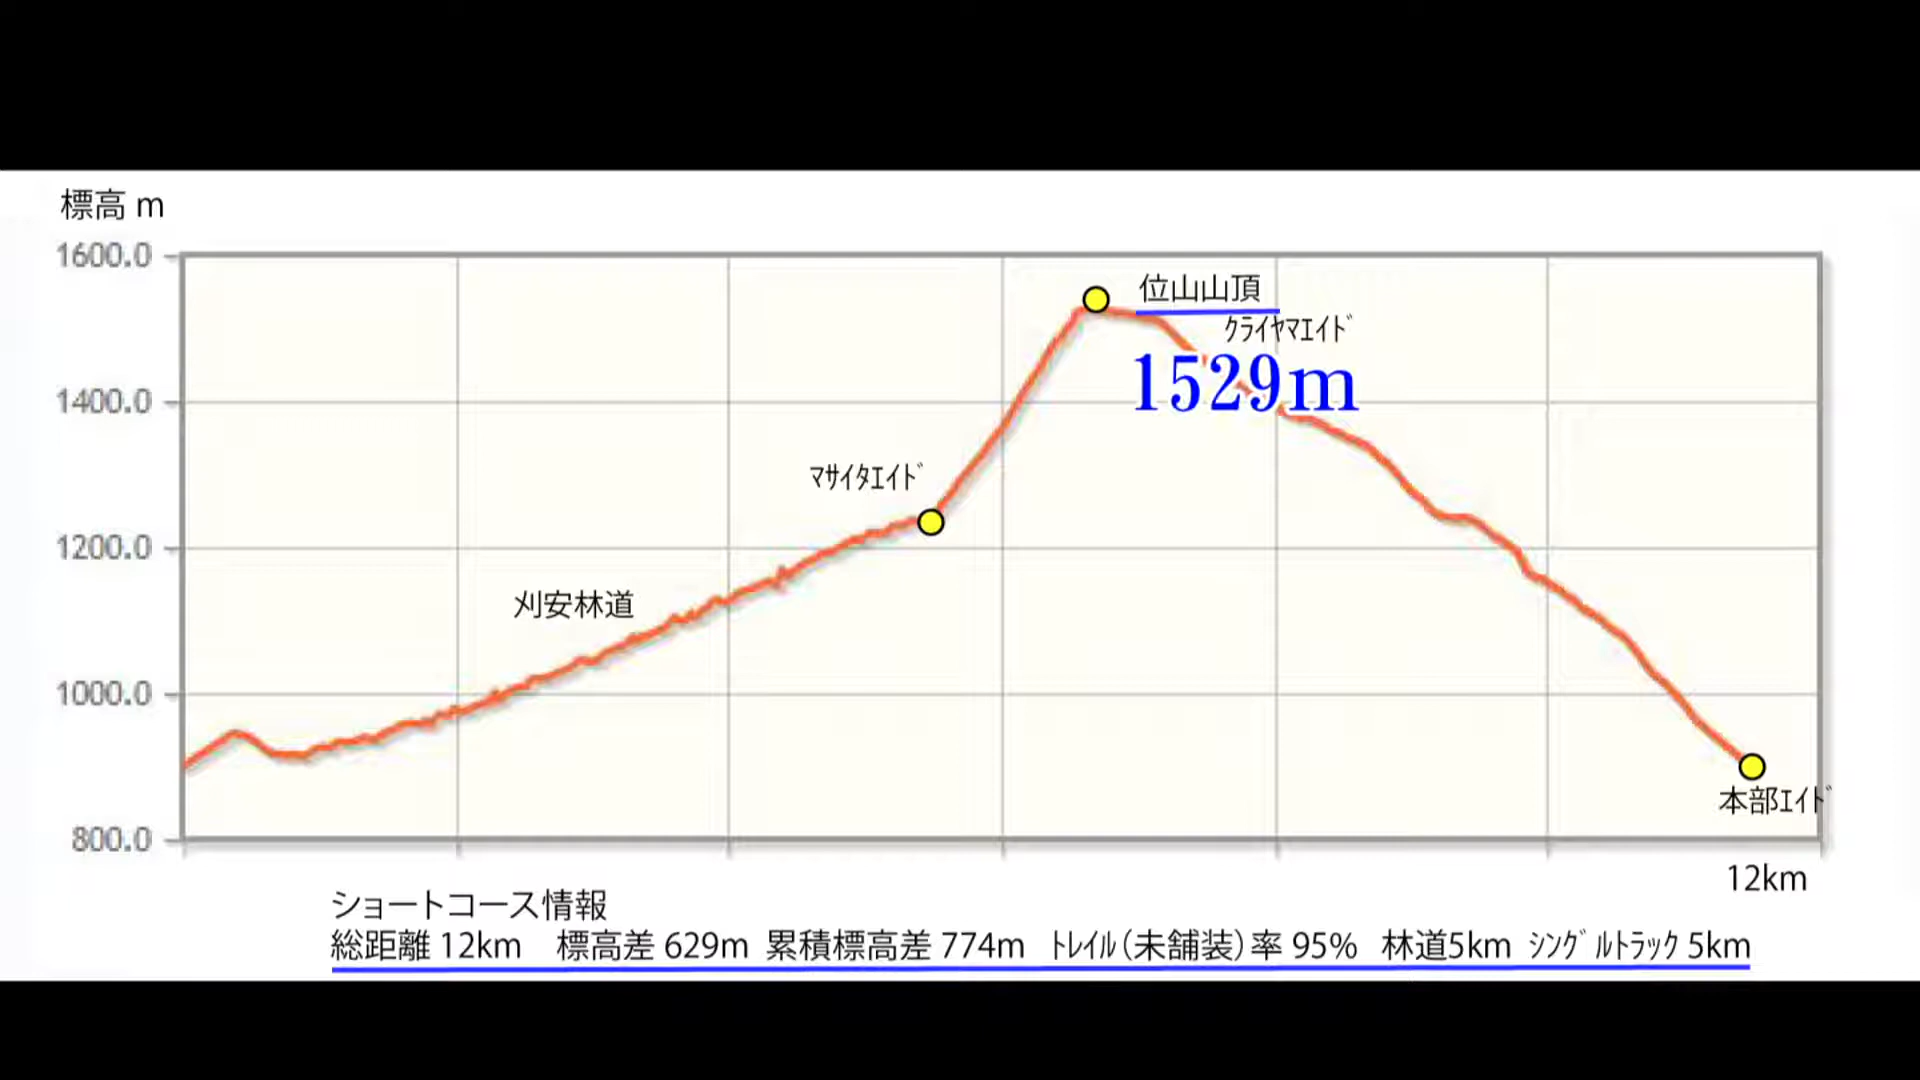 標高 m
1600.0
位山山頂
クライヤマエイド
1529m
1400.0
マサイタエイド
1200.0
刈安林道
1000.0
本部エイド
800.0
12km
ショートコース情報
総距離 12km 標高差 629m 累積標高差 774m トレイル（未舗装）率 95% 林道5km シングルトラック 5km